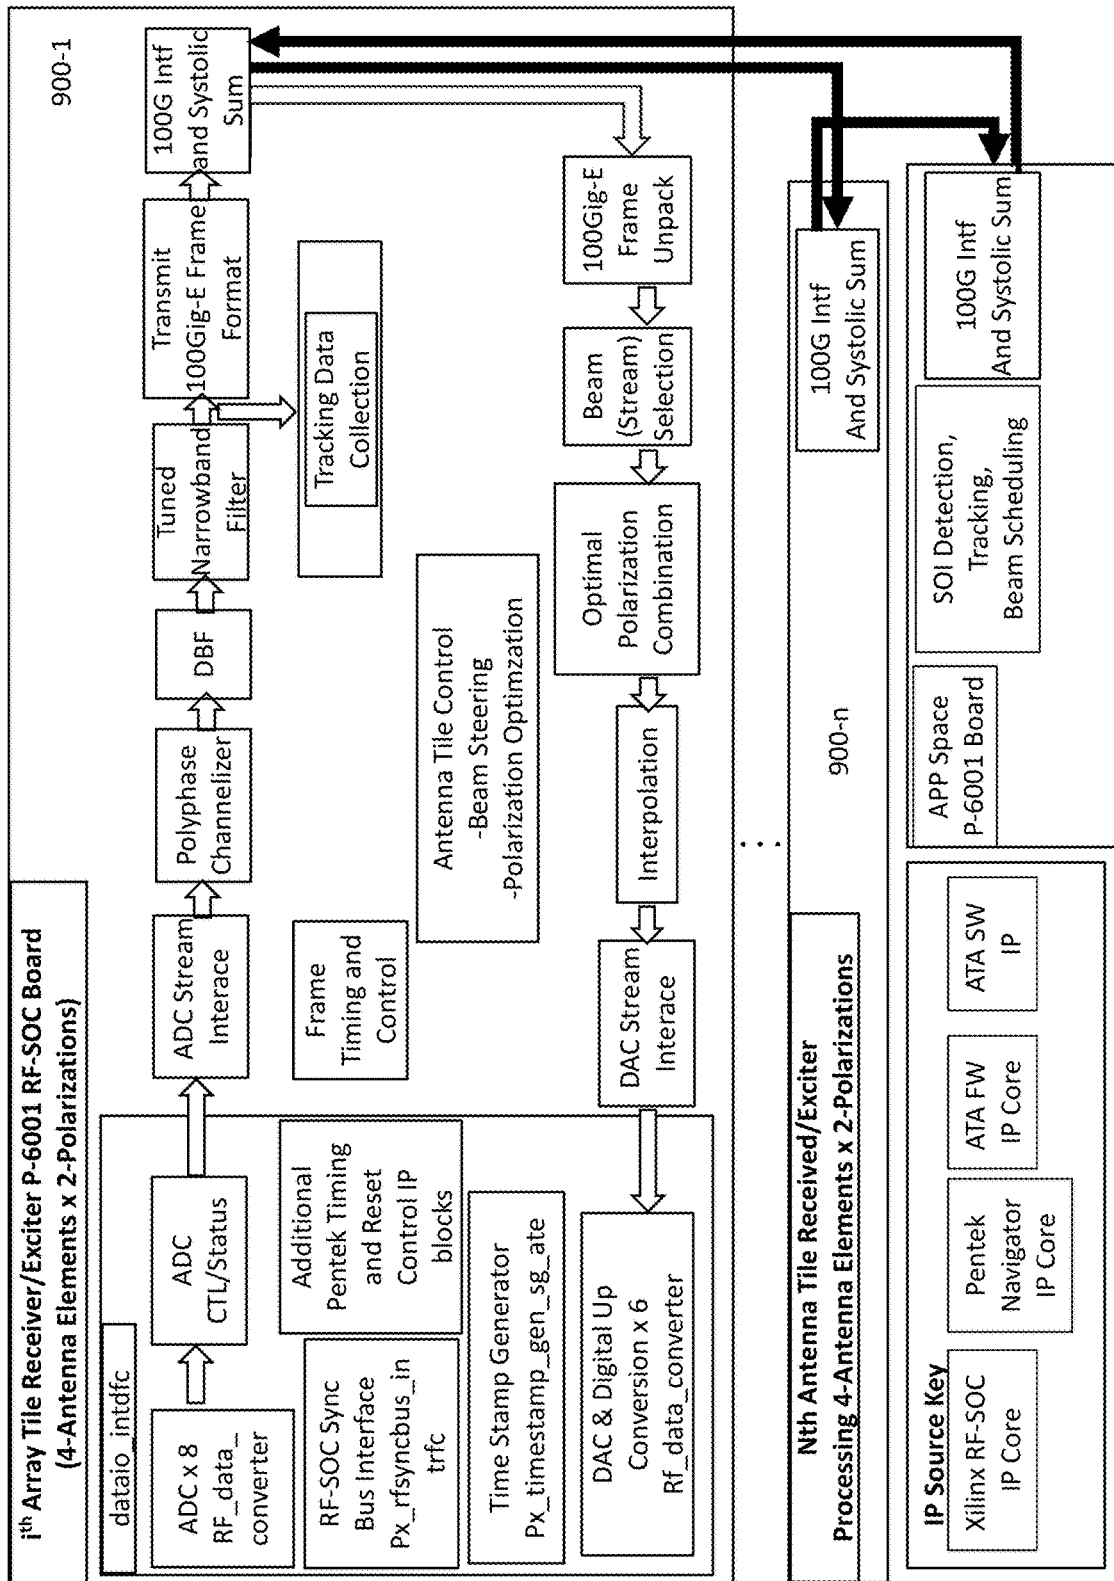 i<sup>th</sup> Array Tile Receiver/Exciter P-6001 RF-SOC Board
(4-Antenna Elements x 2-Polarizations)
900-1
dataio_intdfc
ADC x 8
RF_data_
converter
ADC
CTL/Status
ADC Stream
Interace
Polyphase
Channelizer
DBF
Tuned
Narrowband
Filter
Transmit
100Gig-E Frame
Format
100G Intf
and Systolic
Sum
RF-SOC Sync
Bus Interface
Px_rfsyncbus_in
trfc
Additional
Pentek Timing
and Reset
Control IP
blocks
Frame
Timing and
Control
Tracking Data
Collection
Time Stamp Generator
Px_timestamp_gen_sg_ate
Antenna Tile Control
-Beam Steering
-Polarization Optimzation
DAC & Digital Up
Conversion x 6
Rf_data_converter
DAC Stream
Interace
Interpolation
Optimal
Polarization
Combination
Beam
(Stream)
Selection
100Gig-E
Frame
Unpack
. . .
Nth Antenna Tile Received/Exciter
Processing 4-Antenna Elements x 2-Polarizations
900-n
100G Intf
And Systolic Sum
IP Source Key
Xilinx RF-SOC
IP Core
Pentek
Navigator
IP Core
ATA FW
IP Core
ATA SW
IP
APP Space
P-6001 Board
SOI Detection,
Tracking,
Beam Scheduling
100G Intf
And Systolic Sum